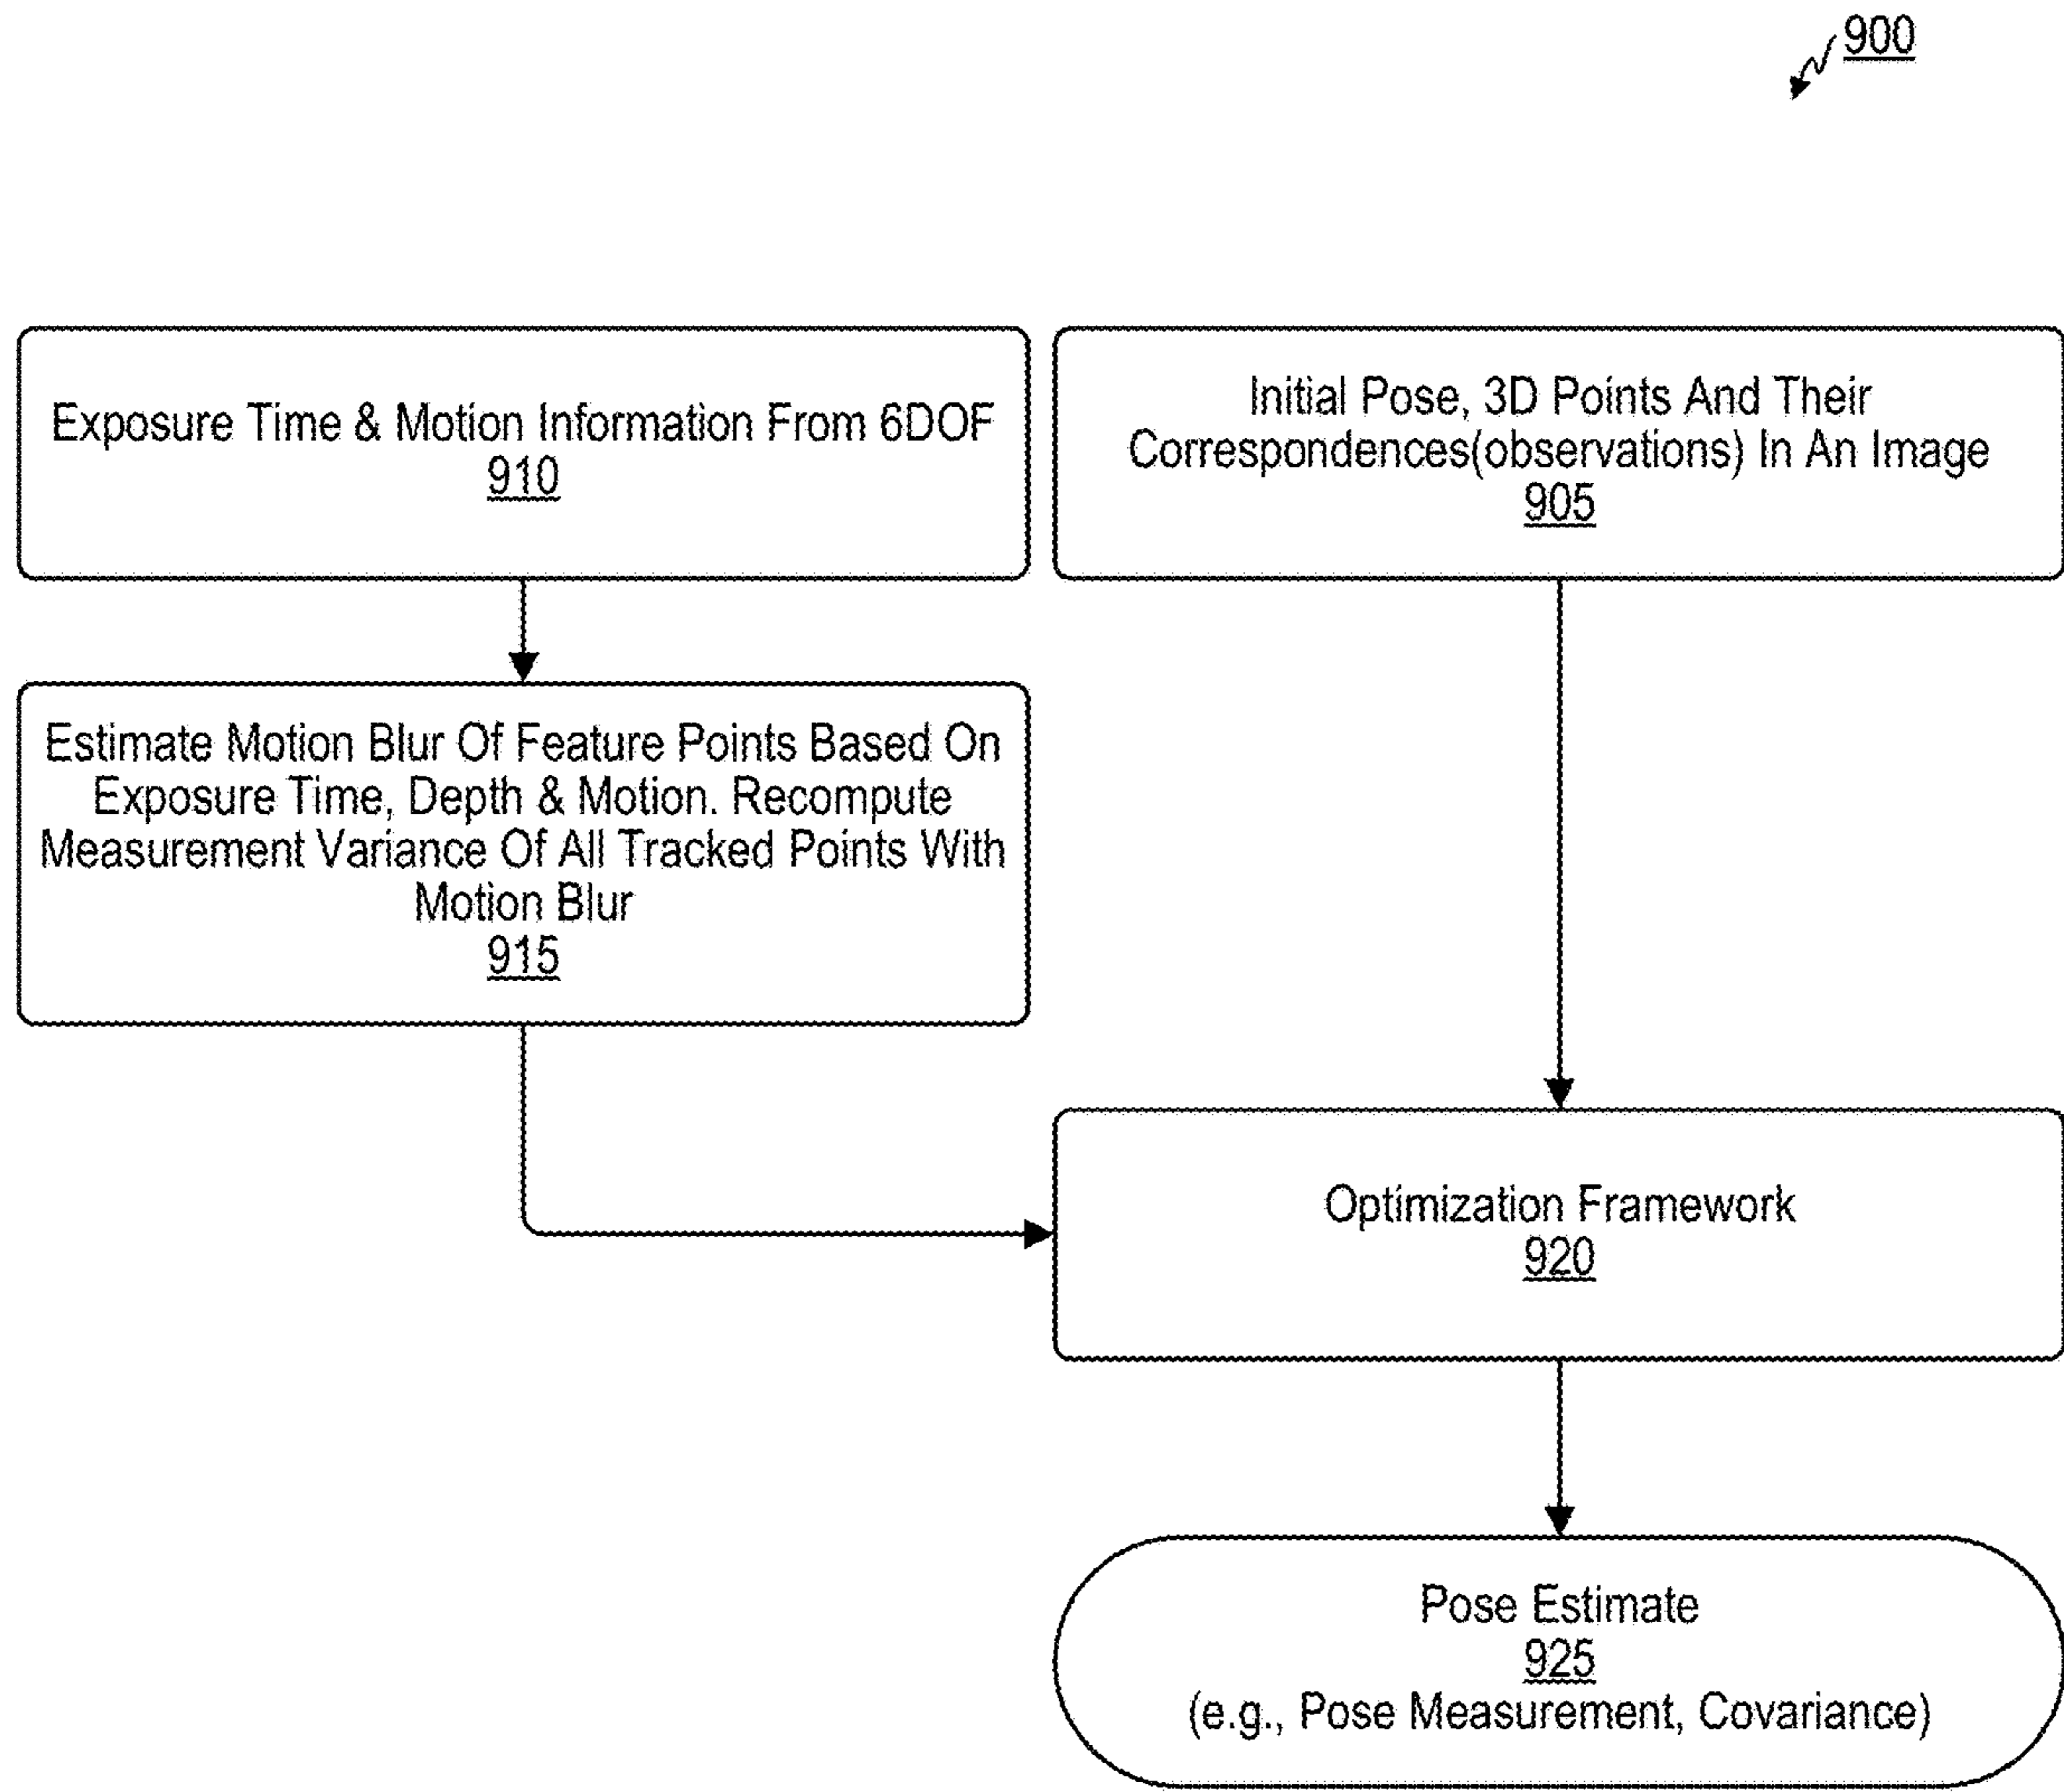 900
Exposure Time & Motion Information From 6DOF
910
Initial Pose, 3D Points And Their
Correspondences(observations) In An Image
905
Estimate Motion Blur Of Feature Points Based On
Exposure Time, Depth & Motion. Recompute
Measurement Variance Of All Tracked Points With
Motion Blur
915
Optimization Framework
920
Pose Estimate
925
(e.g., Pose Measurement, Covariance)